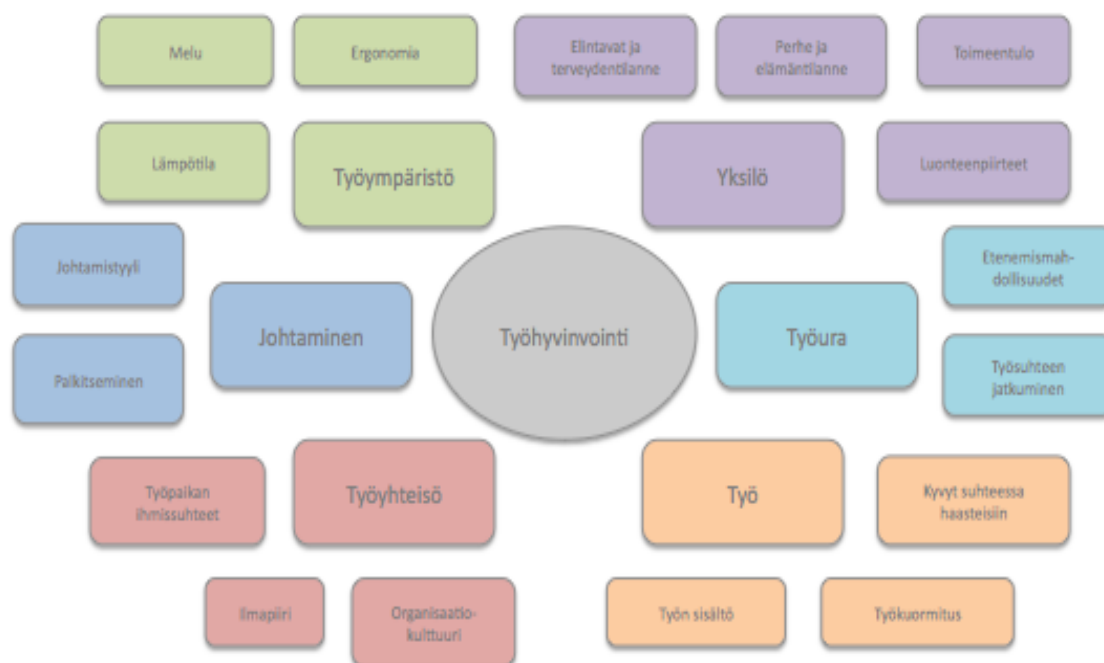 Melu
Ergonomia
Elintavat ja
terveydentilanne
Perhe ja
elämäntilanne
Toimeentulo
Lämpötila
Työympäristö
Yksilö
Luonteenpiirteet
Johtamistyyli
Etenemismah-
dollisuudet
Johtaminen
Työhyvinvointi
Työura
Palkitseminen
Työsuhteen
jatkuminen
Työpaikan
ihmissuhteet
Työyhteisö
Työ
Kyvyt suhteessa
haasteisiin
Ilmapiiri
Organisaatio-
kulttuuri
Työn sisältö
Työkuormitus